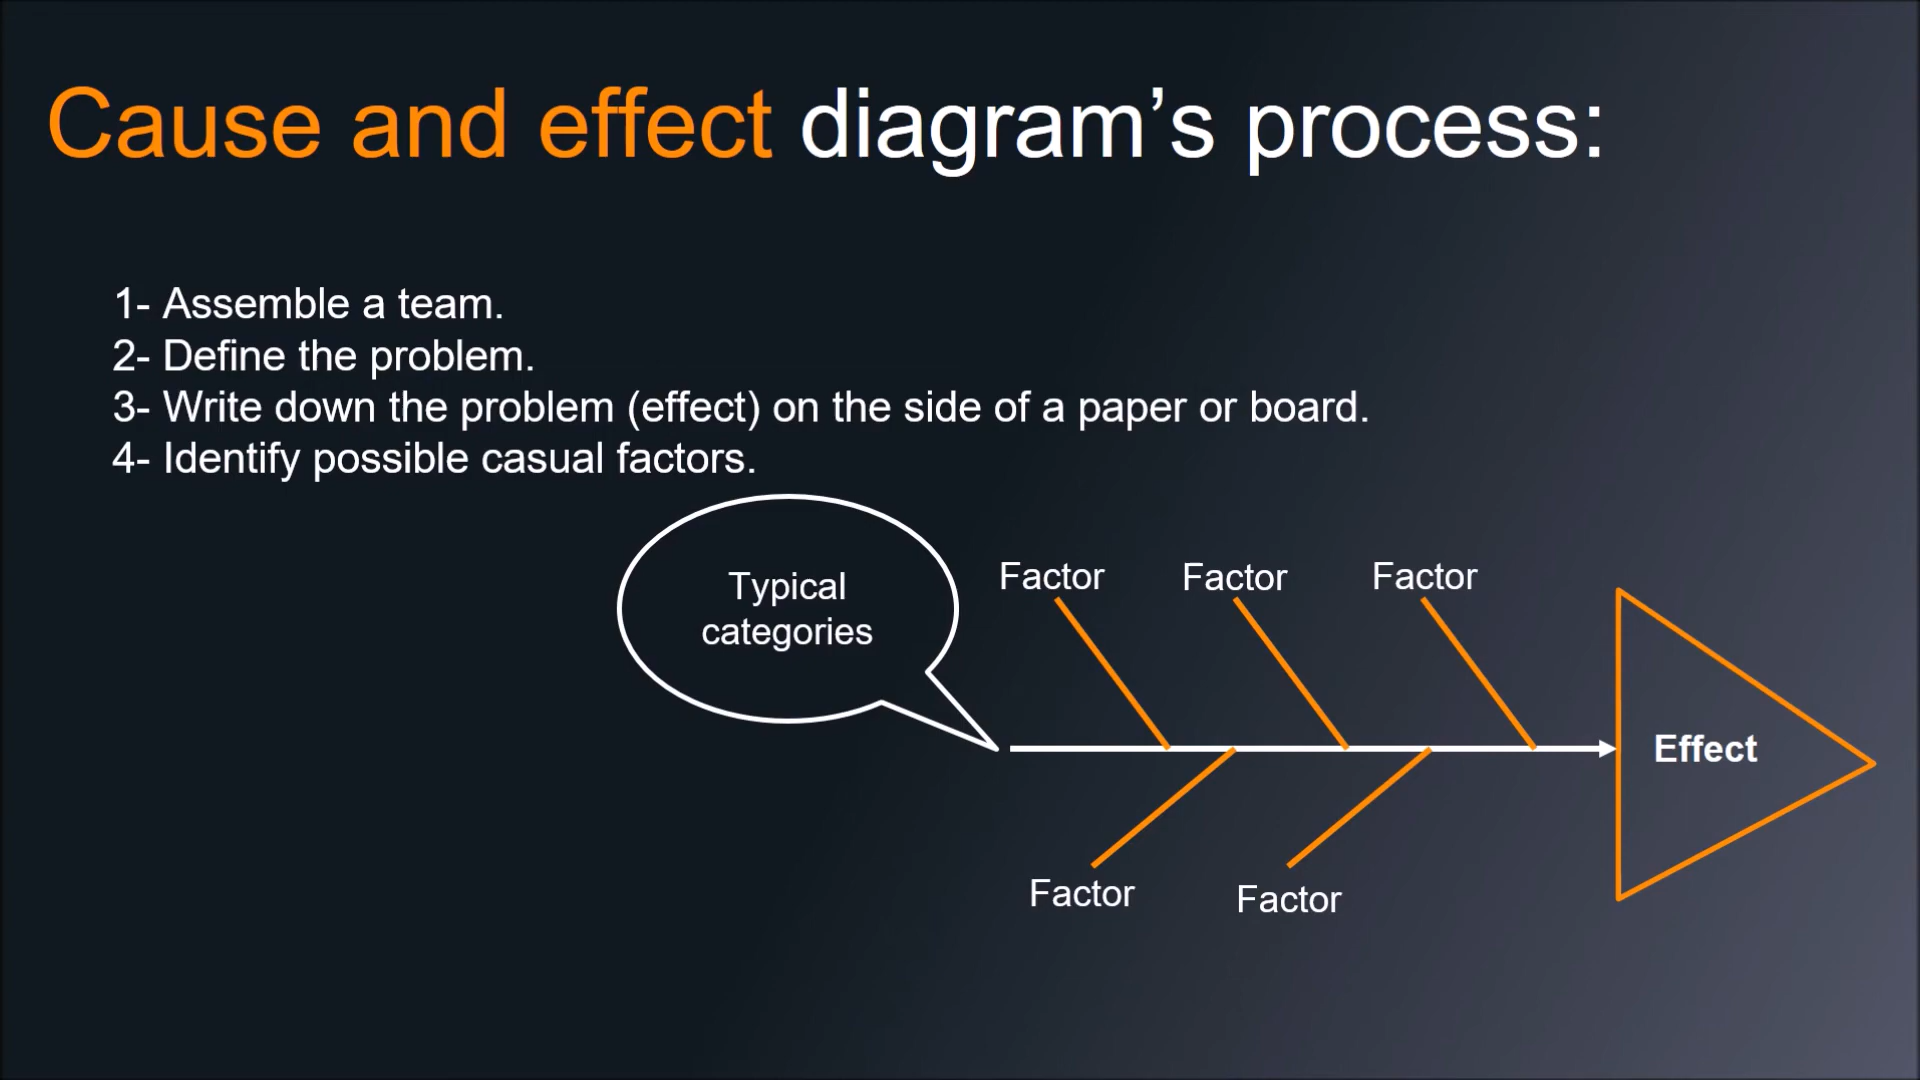 Cause and effect diagram’s process:
1- Assemble a team.
2- Define the problem.
3- Write down the problem (effect) on the side of a paper or board.
4- Identify possible casual factors.
Typical
categories
Factor
Factor
Factor
Effect
Factor
Factor